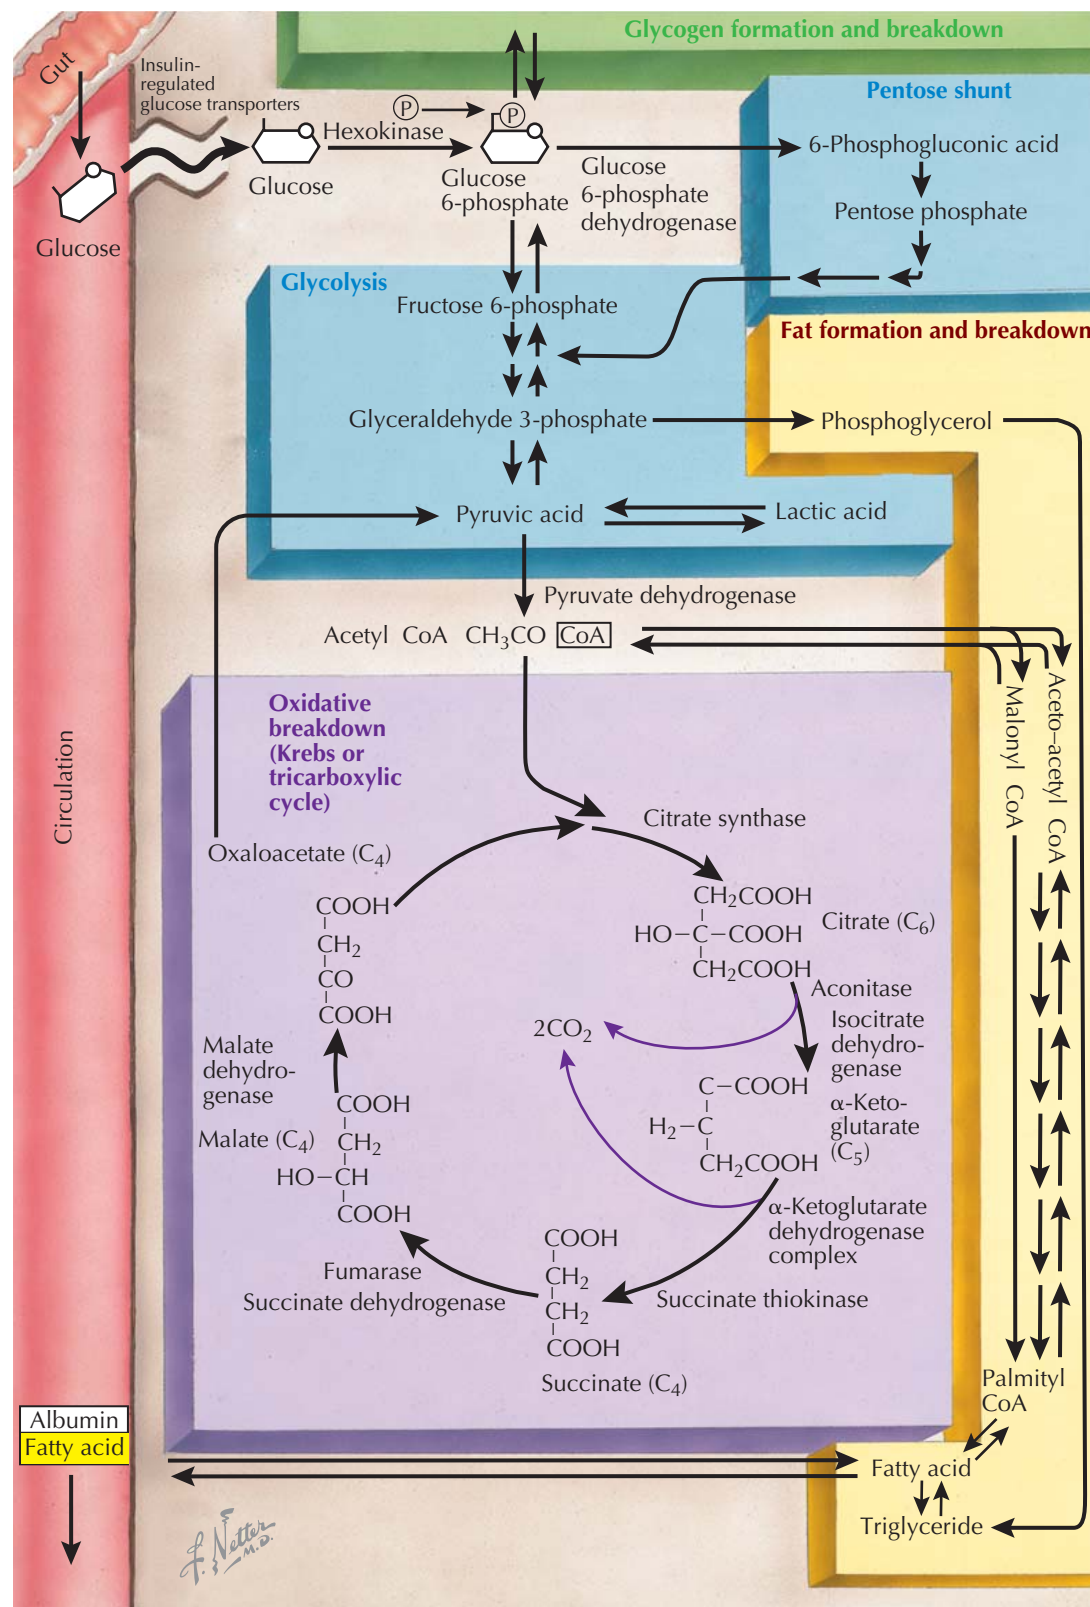 Glycogen formation and breakdown
Gut
Insulin-
regulated
glucose transporters
Pentose shunt
P
P
Hexokinase
6-Phosphogluconic acid
Glucose
Glucose
6-phosphate
Glucose
6-phosphate
dehydrogenase
Pentose phosphate
Glucose
Glycolysis
Fructose 6-phosphate
Fat formation and breakdown
Glyceraldehyde 3-phosphate
Phosphoglycerol
Pyruvic acid
Lactic acid
Pyruvate dehydrogenase
Acetyl CoA CH₃CO CoA
Malonyl CoA
Aceto–acetyl CoA
Oxidative
breakdown
(Krebs or
tricarboxylic
cycle)
Circulation
Citrate synthase
Oxaloacetate (C₄)
COOH
CH₂
CO
COOH
CH₂COOH
HO–C–COOH
CH₂COOH
Citrate (C₆)
Aconitase
Isocitrate
dehydro-
genase
2CO₂
Malate
dehydro-
genase
C–COOH
H₂–C
CH₂COOH
α-Keto-
glutarate
(C₅)
Malate (C₄)
COOH
CH₂
HO–CH
COOH
α-Ketoglutarate
dehydrogenase
complex
Fumarase
Succinate dehydrogenase
COOH
CH₂
CH₂
COOH
Succinate thiokinase
Succinate (C₄)
Palmityl
CoA
Albumin
Fatty acid
Fatty acid
Triglyceride
F. Netter
M.D.